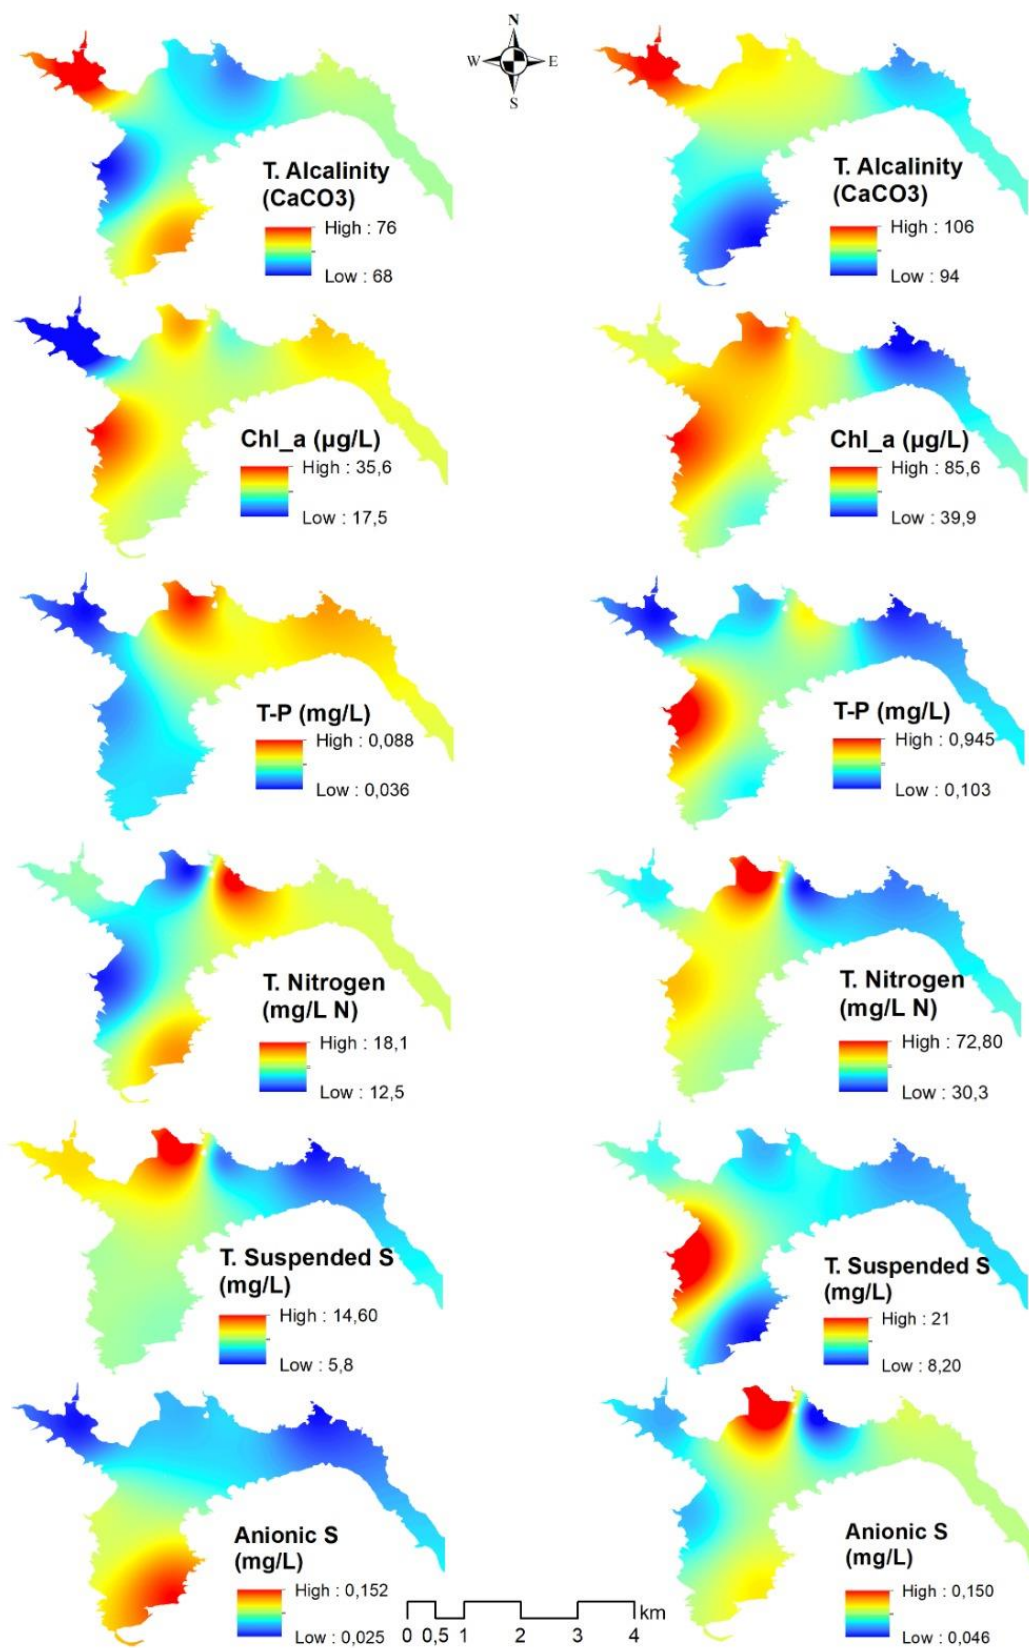 N
W E
S
T. Alcalinity
(CaCO3)
High : 76
Low : 68
T. Alcalinity
(CaCO3)
High : 106
Low : 94
Chl_a (µg/L)
High : 35,6
Low : 17,5
Chl_a (µg/L)
High : 85,6
Low : 39,9
T-P (mg/L)
High : 0,088
Low : 0,036
T-P (mg/L)
High : 0,945
Low : 0,103
T. Nitrogen
(mg/L N)
High : 18,1
Low : 12,5
T. Nitrogen
(mg/L N)
High : 72,80
Low : 30,3
T. Suspended S
(mg/L)
High : 14,60
Low : 5,8
T. Suspended S
(mg/L)
High : 21
Low : 8,20
Anionic S
(mg/L)
High : 0,152
Low : 0,025
Anionic S
(mg/L)
High : 0,150
Low : 0,046
km
0 0,5 1 2 3 4